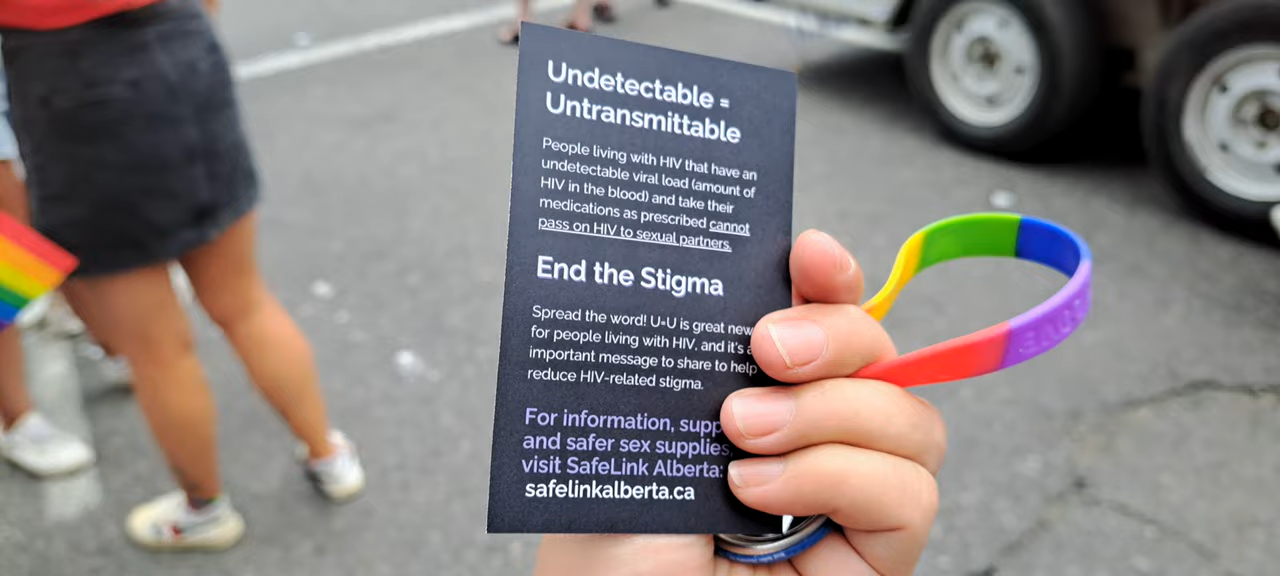 Undetectable =
Untransmittable
People living with HIV that have an
undetectable viral load (amount of
HIV in the blood) and take their
medications as prescribed cannot
pass on HIV to sexual partners.
End the Stigma
Spread the word! U=U is great new
for people living with HIV, and it's a
important message to share to help
reduce HIV-related stigma.
For information, supp
and safer sex supplies,
visit SafeLink Alberta:
safelinkalberta.ca
LOVE